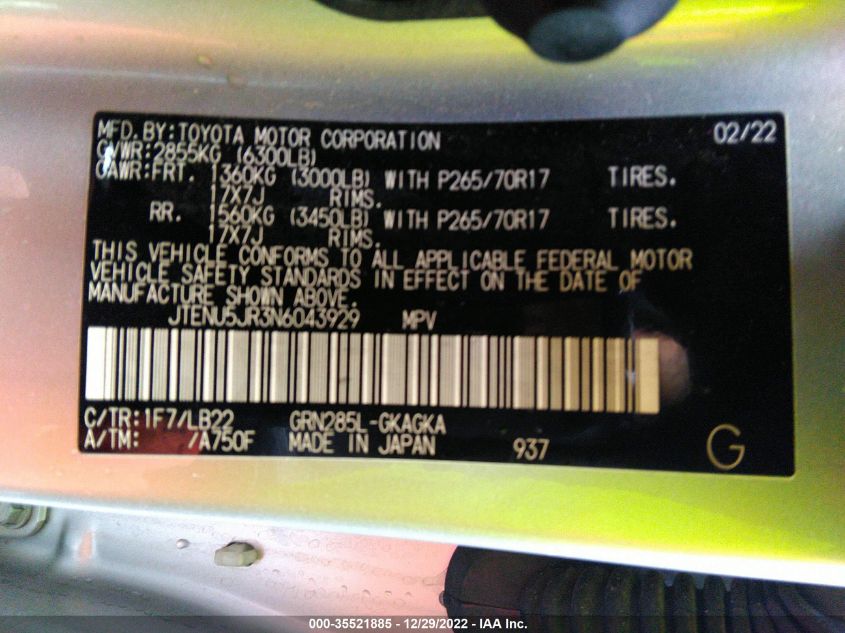 MFD. BY: TOYOTA MOTOR CORPORATION 02/22
GVWR: 2855KG (6300LB)
GAWR: FRT. 1360KG (3000LB) WITH P265/70R17 TIRES.
17X7J RIMS.
RR. 1560KG (3450LB) WITH P265/70R17 TIRES.
17X7J RIMS.
THIS VEHICLE CONFORMS TO ALL APPLICABLE FEDERAL MOTOR
VEHICLE SAFETY STANDARDS IN EFFECT ON THE DATE OF
MANUFACTURE SHOWN ABOVE.
JTENU5JR3N6043929 MPV
C/TR: 1F7/LB22 GRN285L-GKAGKA
A/TM: /A750F MADE IN JAPAN 937 G
000-35521885 - 12/29/2022 - IAA Inc.